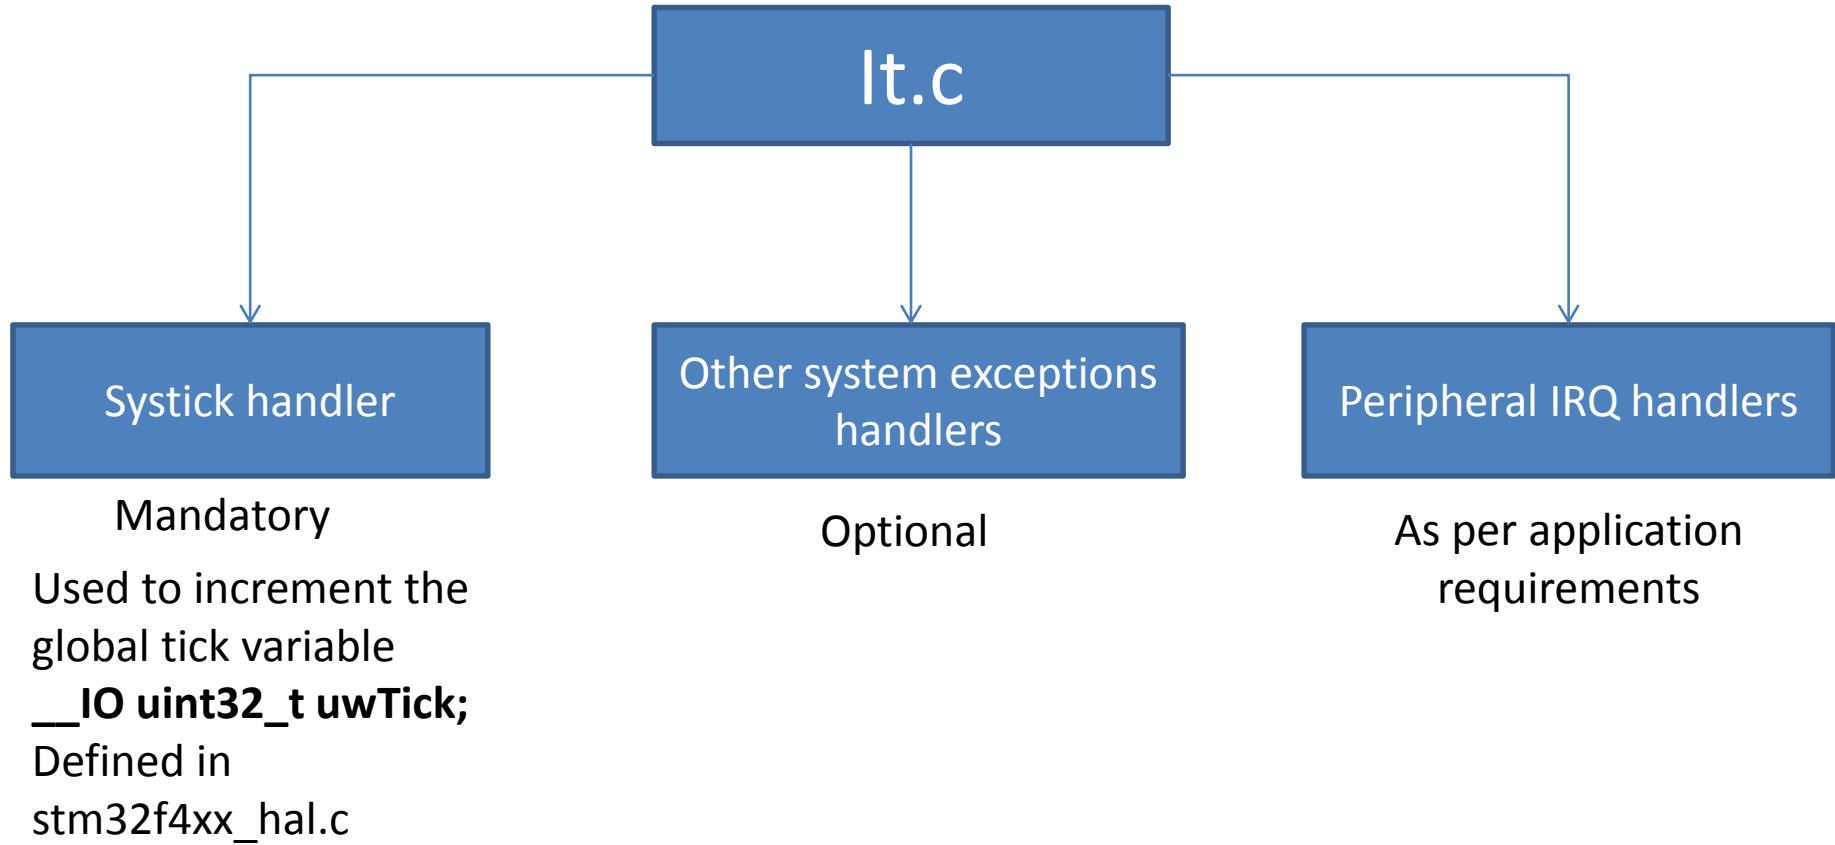 It.c
Systick handler
Other system exceptions
handlers
Peripheral IRQ handlers
Mandatory
Used to increment the
global tick variable
__IO uint32_t uwTick;
Defined in
stm32f4xx_hal.c
Optional
As per application
requirements